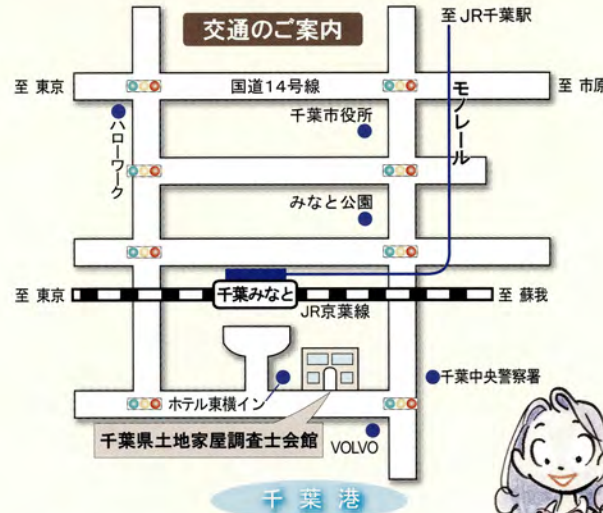 交通のご案内
至 JR千葉駅
至 東京
国道14号線
至 市原
モノレール
千葉市役所
ハローワーク
みなと公園
至 東京
千葉みなと
至 蘇我
JR京葉線
千葉中央警察署
ホテル東横イン
千葉県土地家屋調査士会館
VOLVO
千葉港